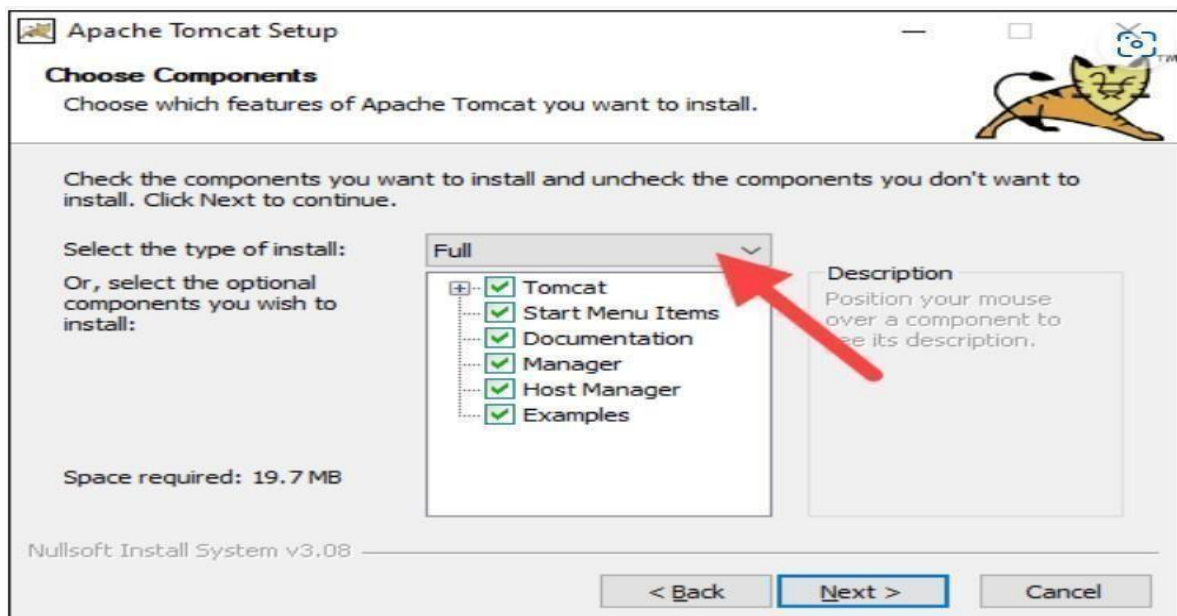 Apache Tomcat Setup
Choose Components
Choose which features of Apache Tomcat you want to install.
TM
Check the components you want to install and uncheck the components you don't want to
install. Click Next to continue.
Select the type of install:
Full
Or, select the optional
components you wish to
install:
Tomcat
Start Menu Items
Documentation
Manager
Host Manager
Examples
Description
Position your mouse
over a component to
see its description.
Space required: 19.7 MB
Nullsoft Install System v3.08
< Back
Next >
Cancel